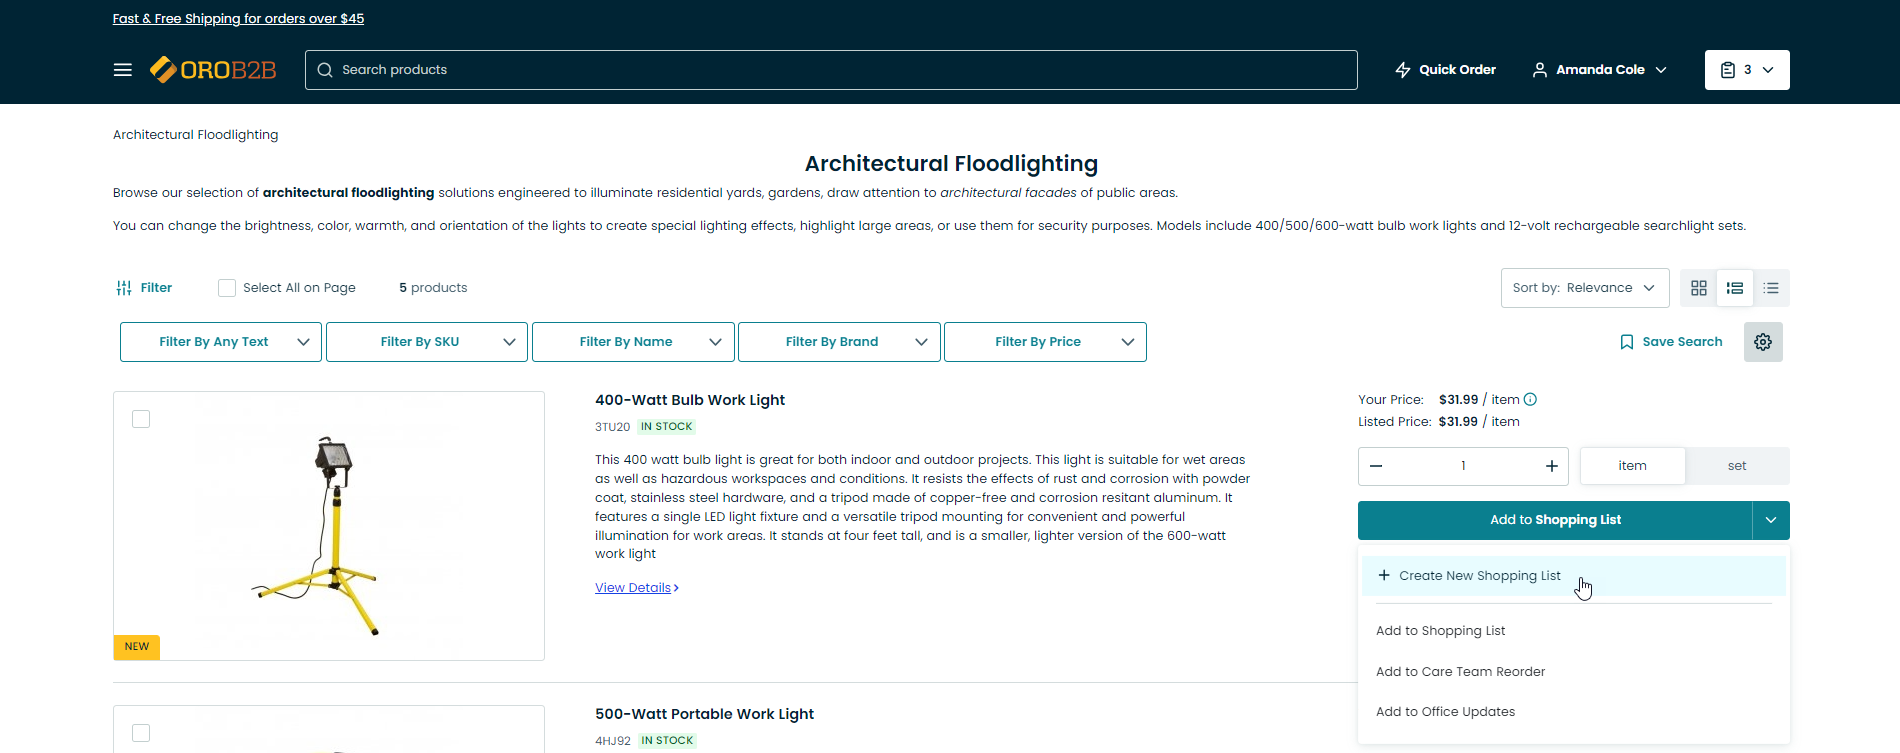 Fast & Free Shipping for orders over $45
OROB2B
Search products
Quick Order
Amanda Cole
3
Architectural Floodlighting
Architectural Floodlighting
Browse our selection of architectural floodlighting solutions engineered to illuminate residential yards, gardens, draw attention to architectural facades of public areas.
You can change the brightness, color, warmth, and orientation of the lights to create special lighting effects, highlight large areas, or use them for security purposes. Models include 400/500/600-watt bulb work lights and 12-volt rechargeable searchlight sets.
Filter
Select All on Page
5 products
Sort by: Relevance
Filter By Any Text
Filter By SKU
Filter By Name
Filter By Brand
Filter By Price
Save Search
NEW
400-Watt Bulb Work Light
3TU20 IN STOCK
This 400 watt bulb light is great for both indoor and outdoor projects. This light is suitable for wet areas
as well as hazardous workspaces and conditions. It resists the effects of rust and corrosion with powder
coat, stainless steel hardware, and a tripod made of copper-free and corrosion resitant aluminum. It
features a single LED light fixture and a versatile tripod mounting for convenient and powerful
illumination for work areas. It stands at four feet tall, and is a smaller, lighter version of the 600-watt
work light
View Details
Your Price: $31.99 / item
Listed Price: $31.99 / item
1
item
set
Add to Shopping List
Create New Shopping List
Add to Shopping List
Add to Care Team Reorder
Add to Office Updates
500-Watt Portable Work Light
4HJ92 IN STOCK